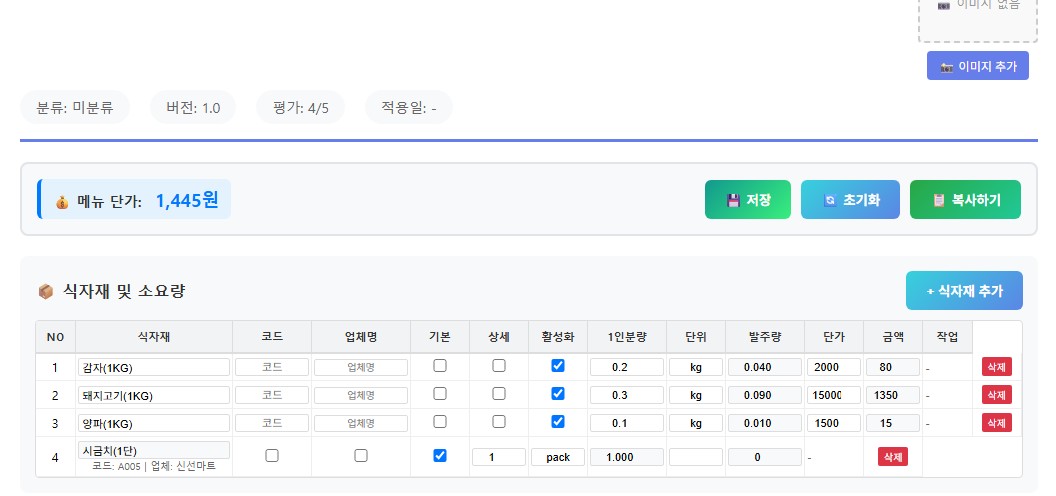 이미지 없음
이미지 추가
분류: 미분류 버전: 1.0 평가: 4/5 적용일: -
메뉴 단가: 1,445원 저장 초기화 복사하기
식자재 및 소요량 + 식자재 추가
NO 식자재 코드 업체명 기본 상세 활성화 1인분량 단위 발주량 단가 금액 작업
1 감자(1KG) 코드 업체명 0.2 kg 0.040 2000 80 - 삭제
2 돼지고기(1KG) 코드 업체명 0.3 kg 0.090 15000 1350 - 삭제
3 양파(1KG) 코드 업체명 0.1 kg 0.010 1500 15 - 삭제
4 시금치(1단) 1 pack 1.000 0 - 삭제
코드: A005 | 업체: 신선마트